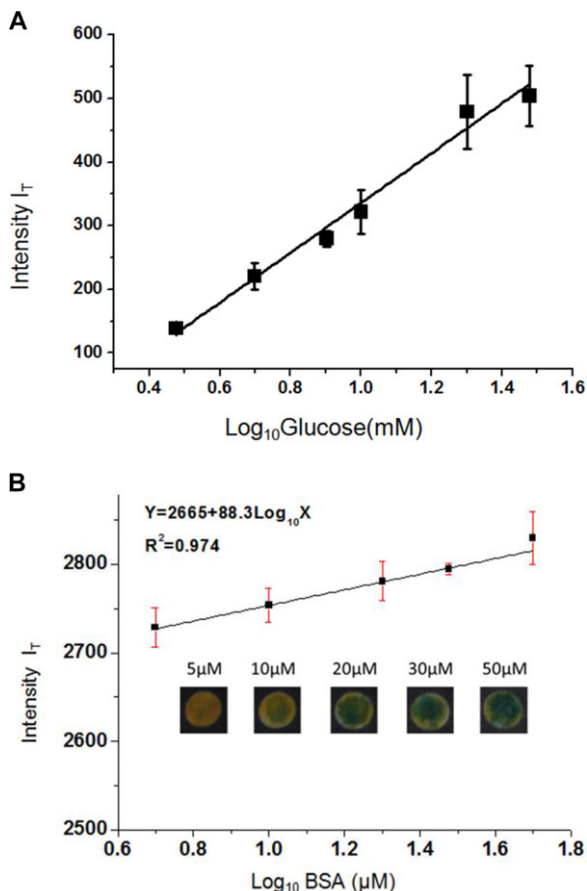 A
600
500
400
300
200
100
Intensity I_T
0.4 0.6 0.8 1.0 1.2 1.4 1.6
Log₁₀Glucose(mM)
B
Y=2665+88.3Log₁₀X
R²=0.974
2800
2700
2600
2500
Intensity I_T
5μM 10μM 20μM 30μM 50μM
0.6 0.8 1.0 1.2 1.4 1.6 1.8
Log₁₀ BSA (μM)